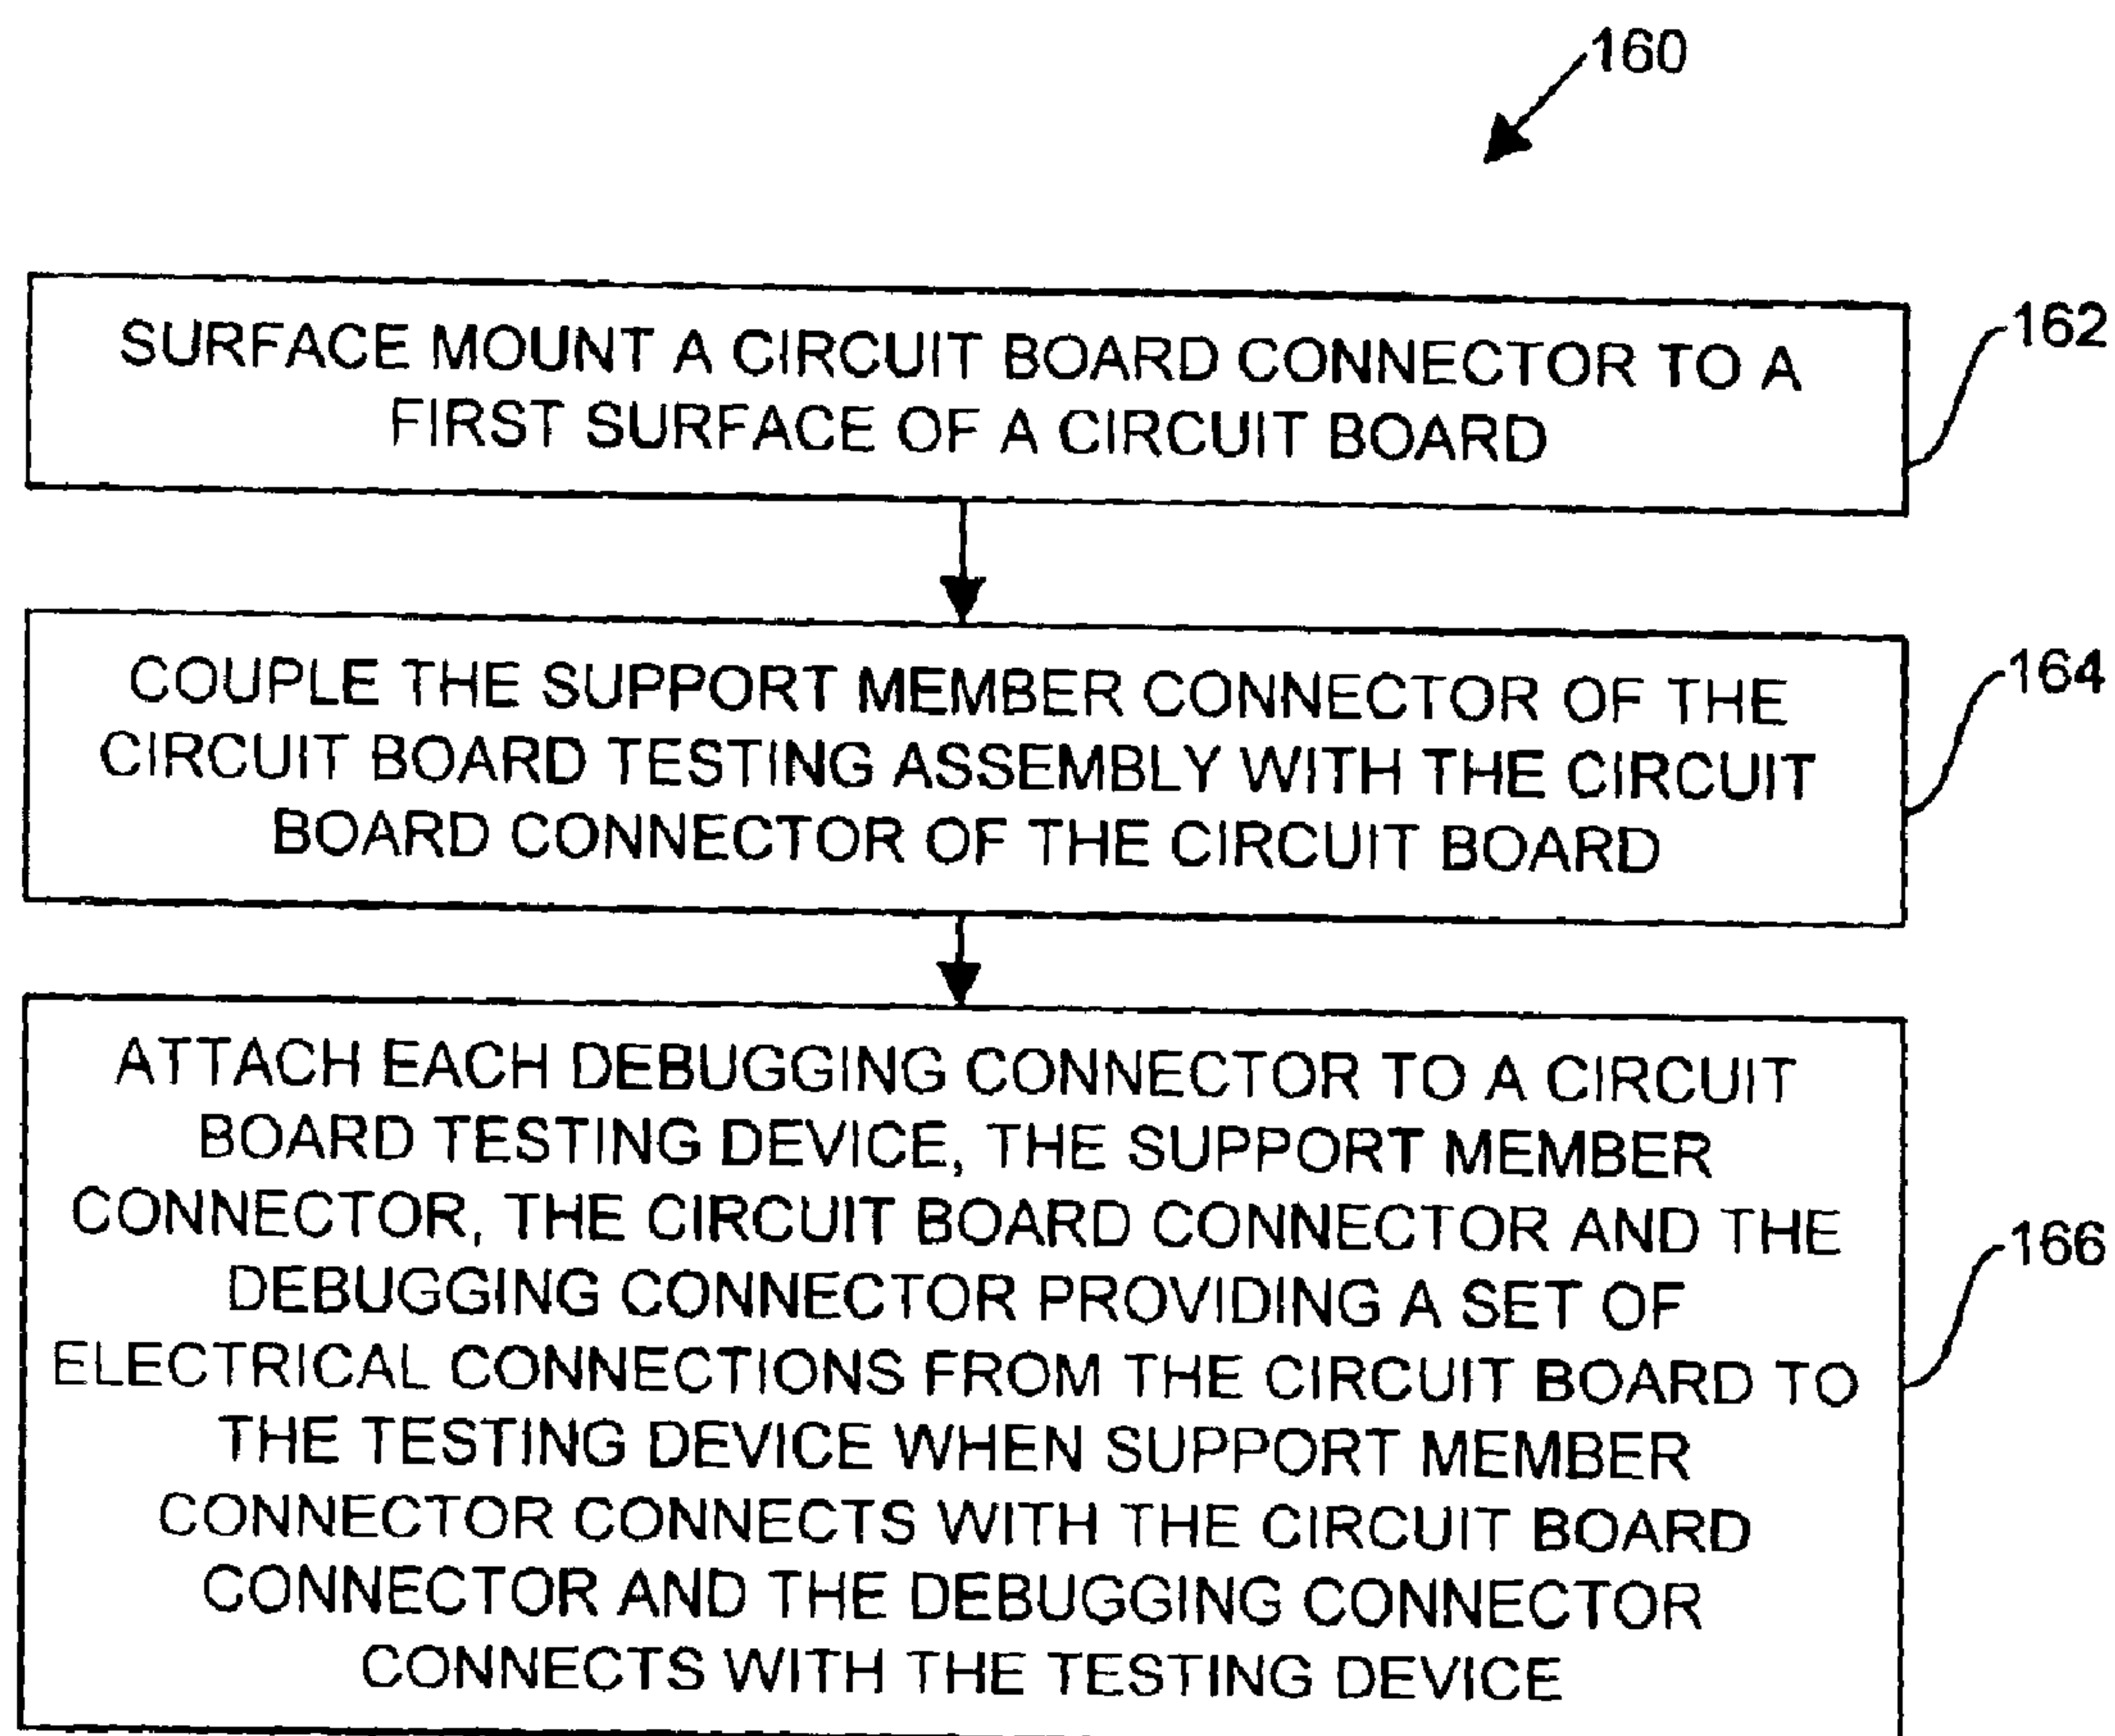 160
SURFACE MOUNT A CIRCUIT BOARD CONNECTOR TO A
FIRST SURFACE OF A CIRCUIT BOARD
162
COUPLE THE SUPPORT MEMBER CONNECTOR OF THE
CIRCUIT BOARD TESTING ASSEMBLY WITH THE CIRCUIT
BOARD CONNECTOR OF THE CIRCUIT BOARD
164
ATTACH EACH DEBUGGING CONNECTOR TO A CIRCUIT
BOARD TESTING DEVICE, THE SUPPORT MEMBER
CONNECTOR, THE CIRCUIT BOARD CONNECTOR AND THE
DEBUGGING CONNECTOR PROVIDING A SET OF
ELECTRICAL CONNECTIONS FROM THE CIRCUIT BOARD TO
THE TESTING DEVICE WHEN SUPPORT MEMBER
CONNECTOR CONNECTS WITH THE CIRCUIT BOARD
CONNECTOR AND THE DEBUGGING CONNECTOR
CONNECTS WITH THE TESTING DEVICE
166